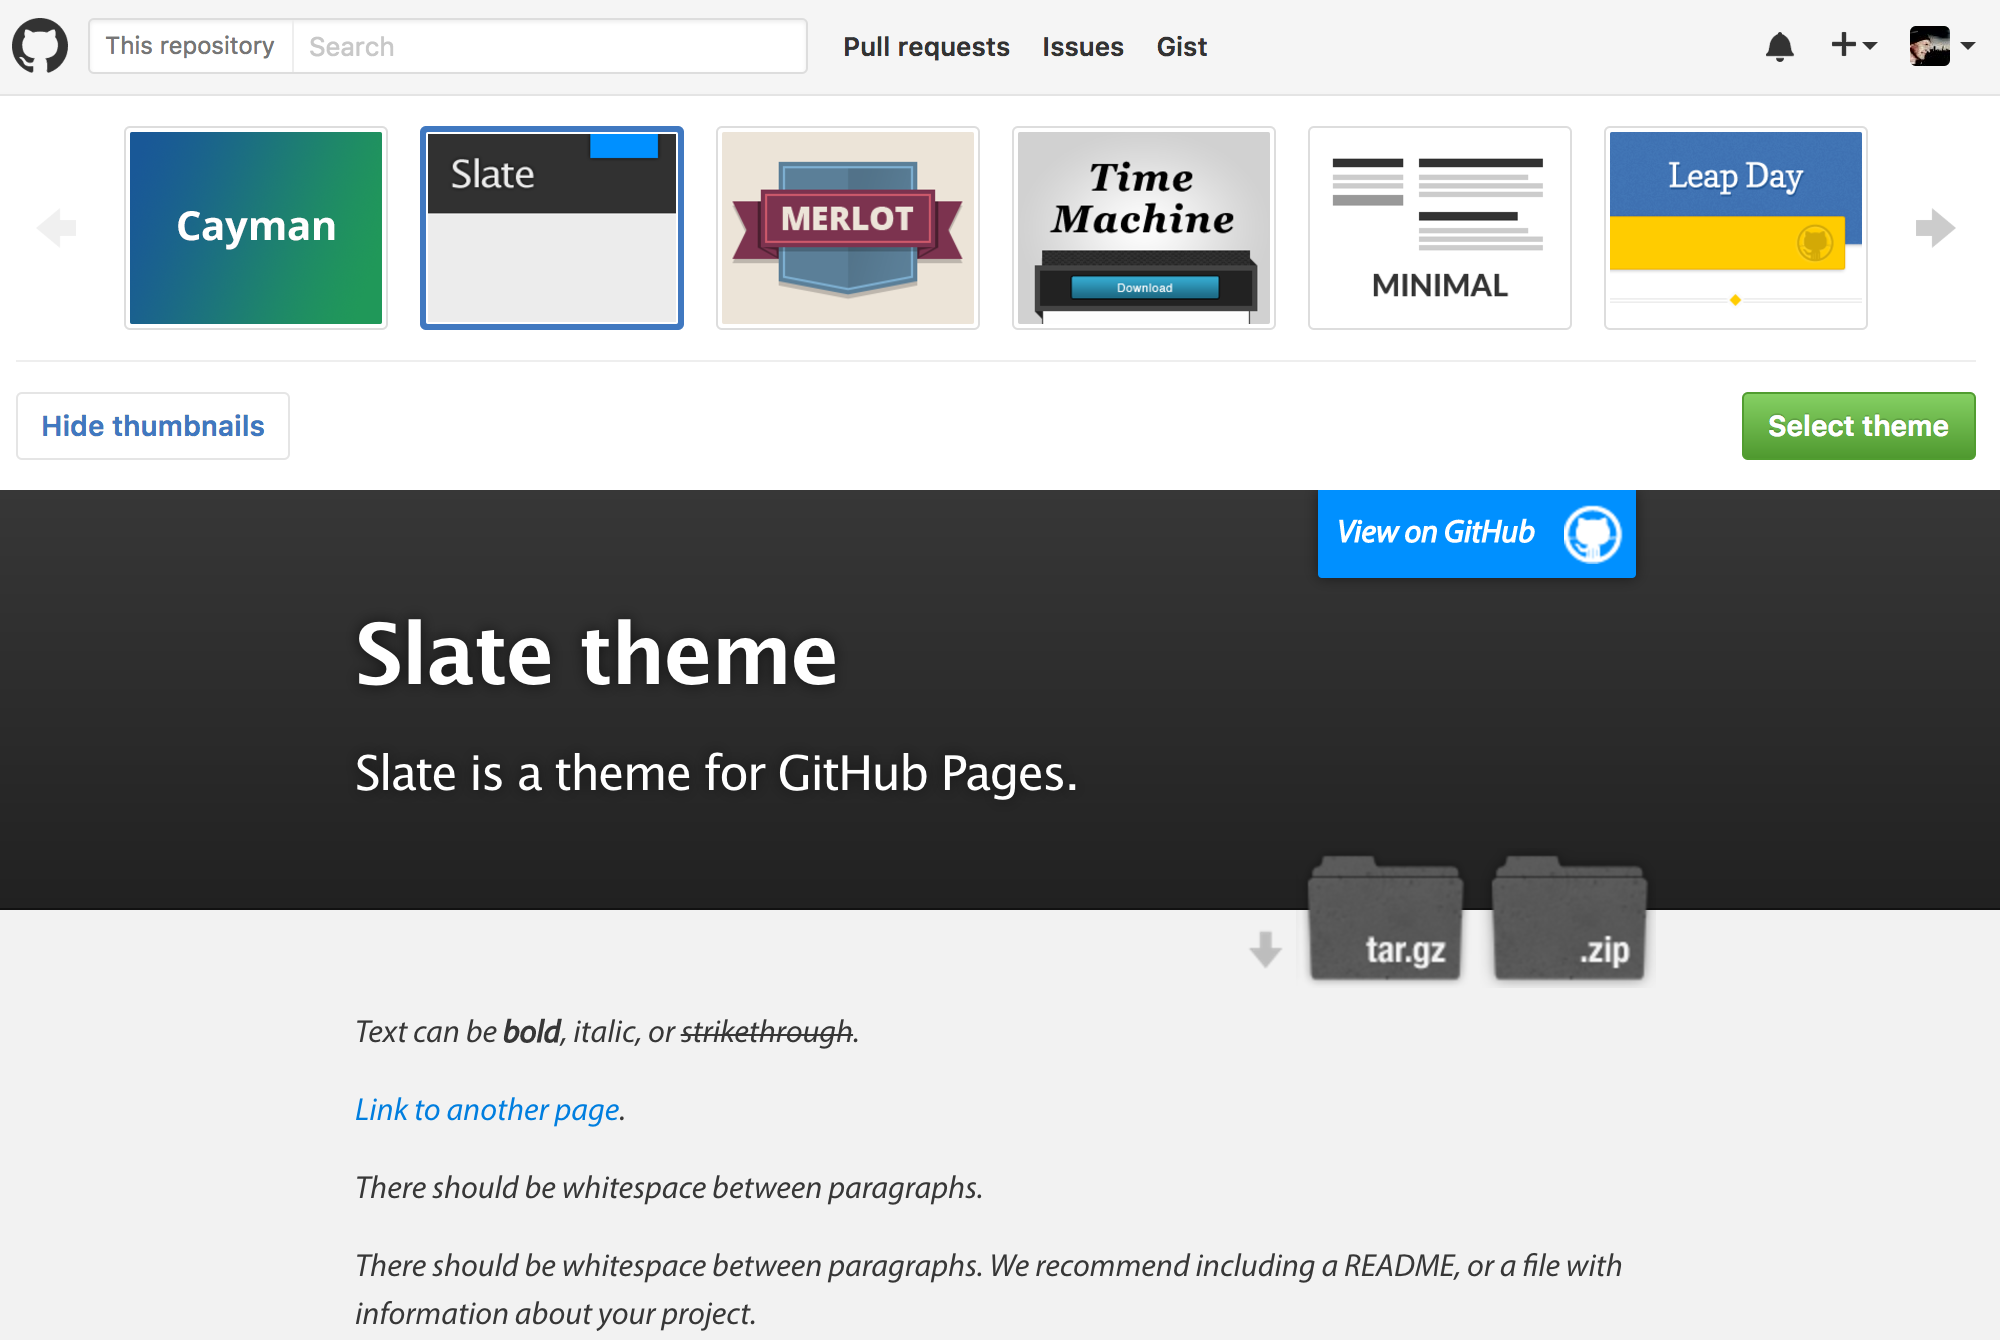 This repository
Search
Pull requests
Issues
Gist
Cayman
Slate
MERLOT
Time
Machine
Download
MINIMAL
Leap Day
Hide thumbnails
Select theme
View on GitHub
Slate theme
Slate is a theme for GitHub Pages.
tar.gz
.zip
Text can be bold, italic, or strikethrough.
Link to another page.
There should be whitespace between paragraphs.
There should be whitespace between paragraphs. We recommend including a README, or a file with
information about your project.